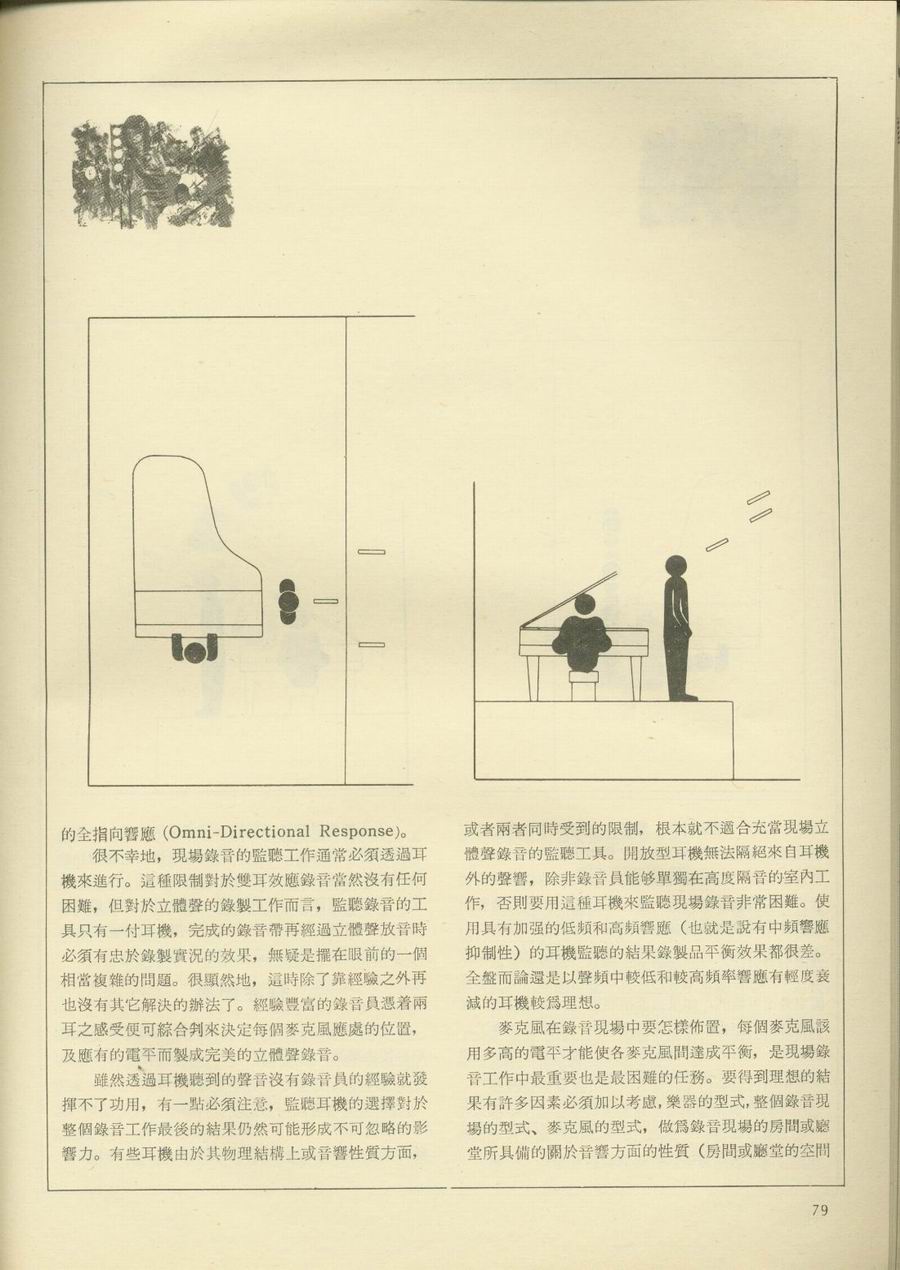 的全指向響應 (Omni-Directional Response)。
很不幸地，現場錄音的監聽工作通常必須透過耳
機來進行。這種限制對於雙耳效應錄音當然沒有任何
困難，但對於立體聲的錄製工作而言，監聽錄音的工
具只有一付耳機，完成的錄音帶再經過立體聲放音時
必須有忠於錄製實況的效果，無疑是擺在眼前的一個
相當複雜的問題。很顯然地，這時除了靠經驗之外再
也沒有其它解決的辦法了。經驗豐富的錄音員憑着兩
耳之感受便可綜合判來決定每個麥克風應處的位置，
及應有的電平而製成完美的立體聲錄音。
雖然透過耳機聽到的聲音沒有錄音員的經驗就發
揮不了功用，有一點必須注意，監聽耳機的選擇對於
整個錄音工作最後的結果仍然可能形成不可忽略的影
響力。有些耳機由於其物理結構上或音響性質方面，
或者兩者同時受到的限制，根本就不適合充當現場立
體聲錄音的監聽工具。開放型耳機無法隔絕來自耳機
外的聲響，除非錄音員能够單獨在高度隔音的室內工
作，否則要用這種耳機來監聽現場錄音非常困難。使
用具有加强的低頻和高頻響應（也就是說有中頻響應
抑制性）的耳機監聽的結果錄製品平衡效果都很差。
全盤而論還是以聲頻中較低和較高頻率響應有輕度衰
減的耳機較爲理想。
麥克風在錄音現場中要怎樣佈置，每個麥克風該
用多高的電平才能使各麥克風間達成平衡，是現場錄
音工作中最重要也是最困難的任務。要得到理想的結
果有許多因素必須加以考慮，樂器的型式，整個錄音現
場的型式、麥克風的型式，做爲錄音現場的房間或廳
堂所具備的關於音響方面的性質（房間或廳堂的空間
79